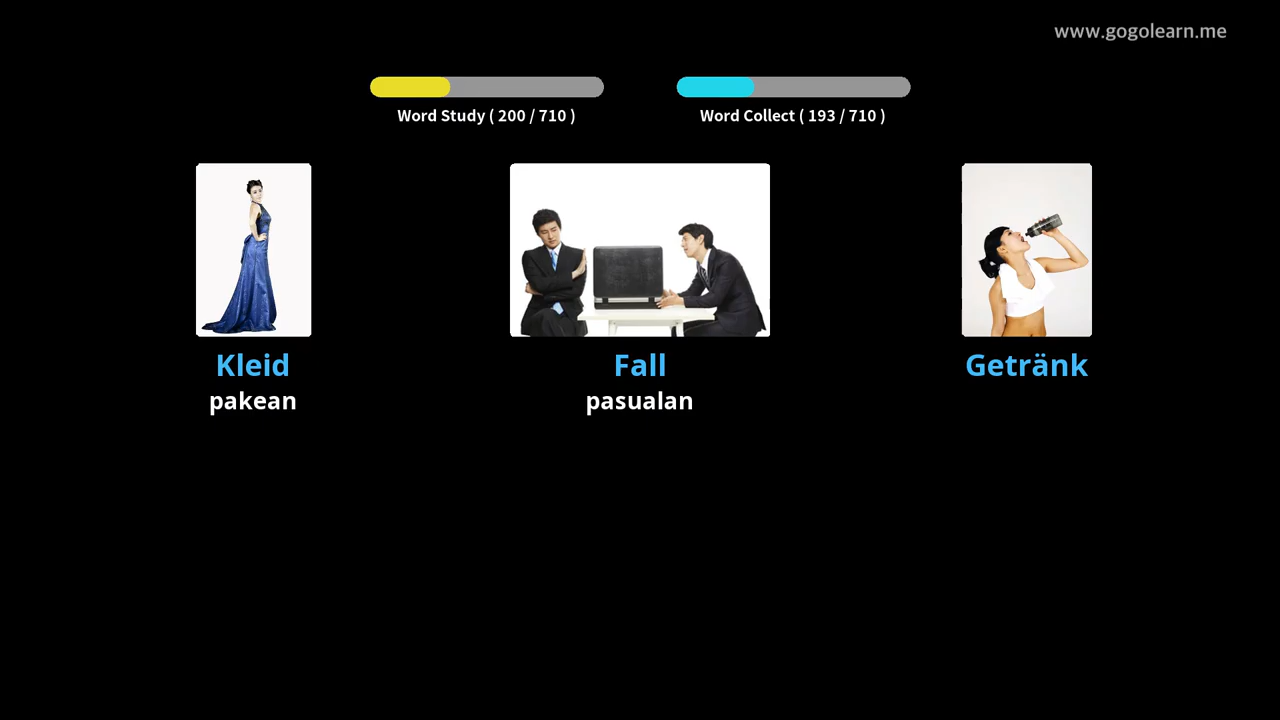 www.gogolearn.me
Word Study ( 200 / 710 )
Word Collect ( 193 / 710 )
Kleid
pakean
Fall
pasualan
Getränk